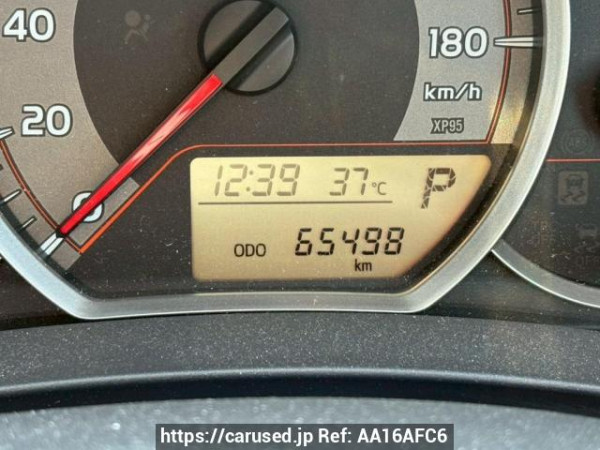 40
180
km/h
XP95
20
0
12:39 37°C P
ODO 65498
km
https://carused.jp Ref: AA16AFC6